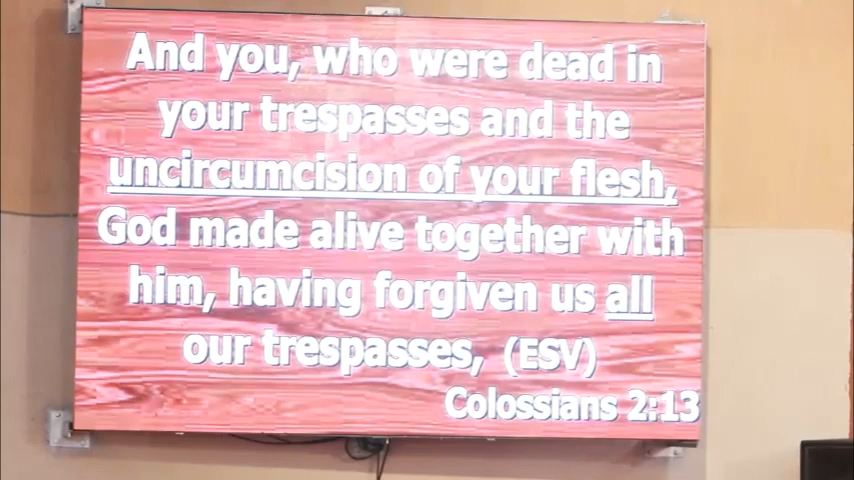 And you, who were dead in
your trespasses and the
uncircumcision of your flesh,
God made alive together with
him, having forgiven us all
our trespasses, (ESV)
Colossians 2:13